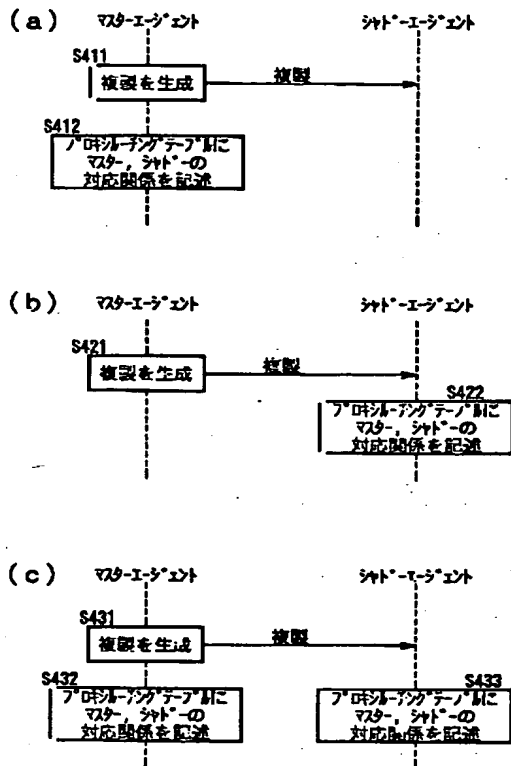 (a)
マスターエージェント
シャドーエージェント
S411
複製を生成
複製
S412
プロキシルーチングテーブルに
マスター, シャドーの
対応関係を記述
(b)
マスターエージェント
シャドーエージェント
S421
複製を生成
複製
S422
プロキシルーチングテーブルに
マスター, シャドーの
対応関係を記述
(c)
マスターエージェント
シャドーエージェント
S431
複製を生成
複製
S432
プロキシルーチングテーブルに
マスター, シャドーの
対応関係を記述
S433
プロキシルーチングテーブルに
マスター, シャドーの
対応関係を記述